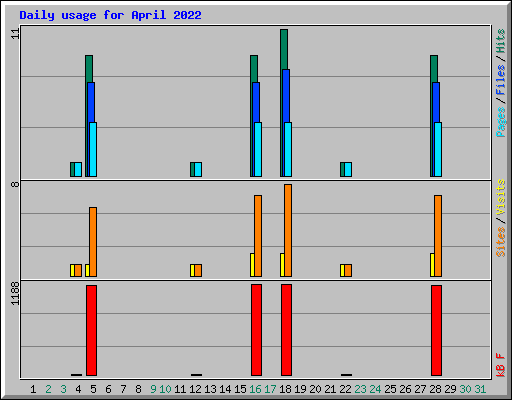 Daily usage for April 2022
11
Pages / Files / Hits
8
Sites / Visits
1188
kB F
1 2 3 4 5 6 7 8 9 10 11 12 13 14 15 16 17 18 19 20 21 22 23 24 25 26 27 28 29 30 31